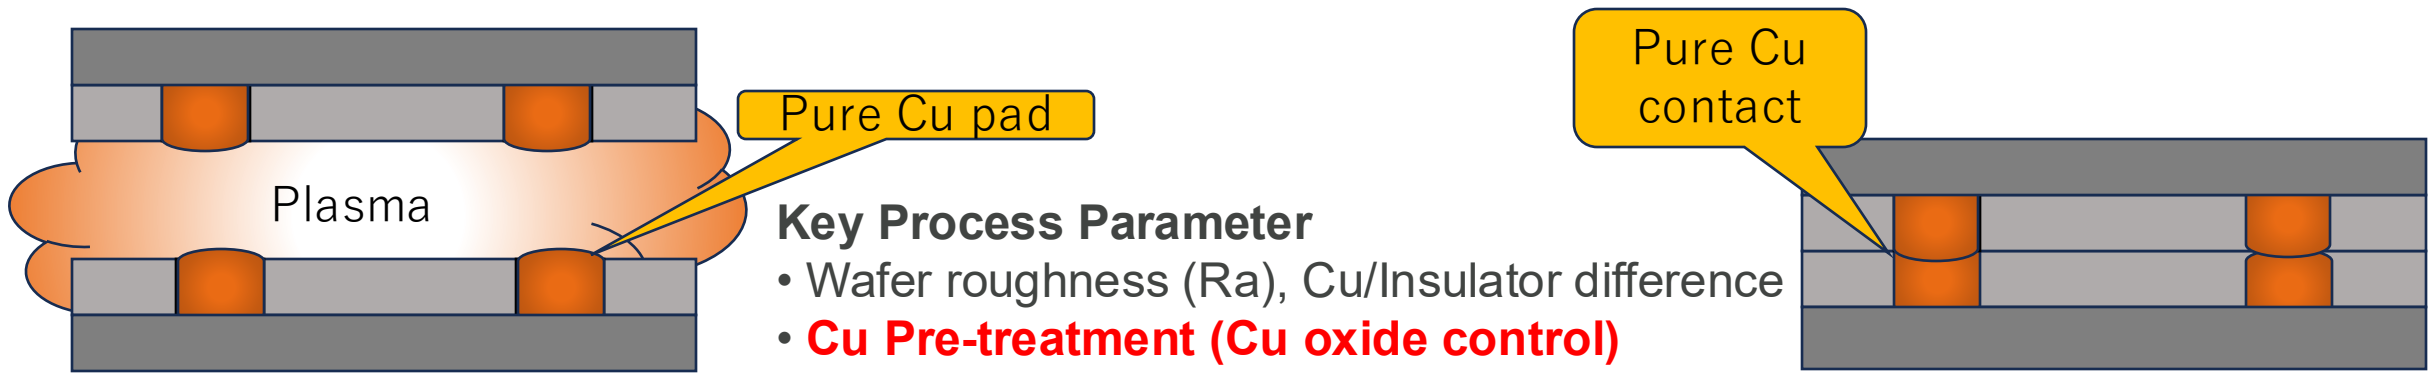 Plasma
Pure Cu pad
Key Process Parameter
• Wafer roughness (Ra), Cu/Insulator difference
• Cu Pre-treatment (Cu oxide control)
Pure Cu
contact